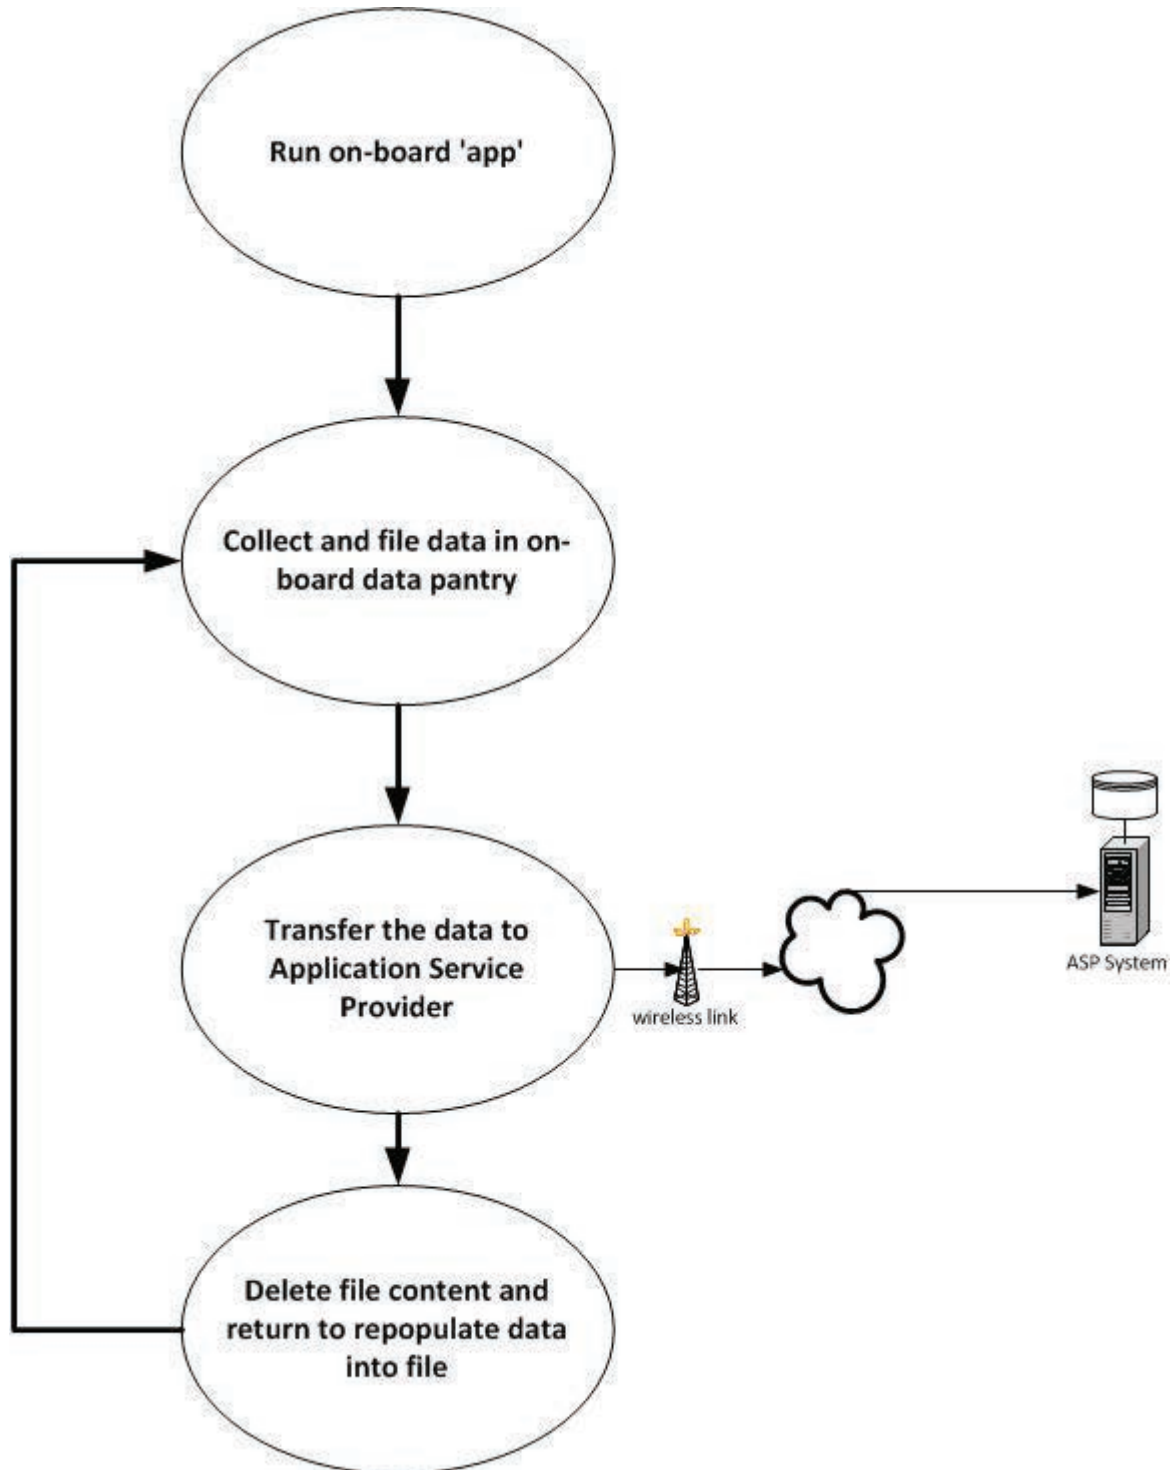 Run on-board 'app'
Collect and file data in on-
board data pantry
Transfer the data to
Application Service
Provider
wireless link
ASP System
Delete file content and
return to repopulate data
into file